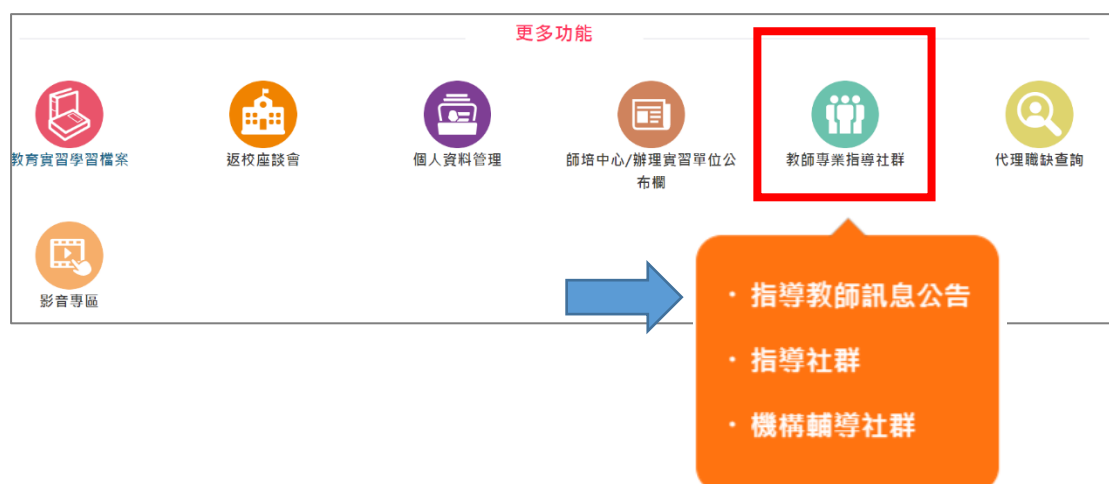 更多功能
教育實習學習檔案
返校座談會
個人資料管理
師培中心/辦理實習單位公
布欄
教師專業指導社群
代理職缺查詢
影音專區
· 指導教師訊息公告
· 指導社群
· 機構輔導社群